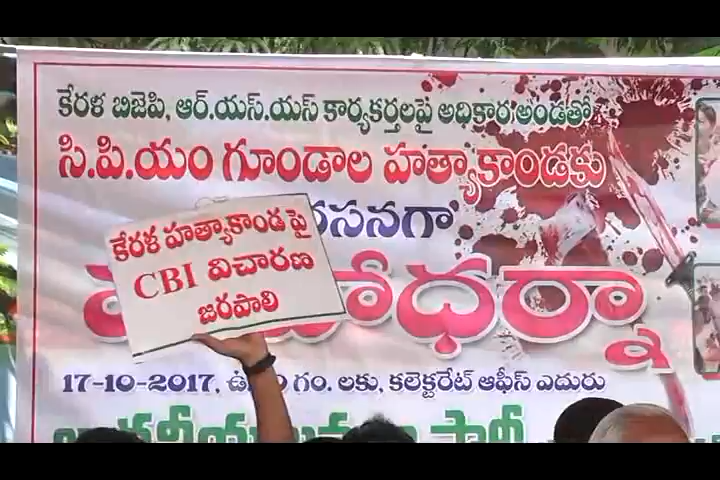 కేరళ బిజెపి, ఆర్.యస్.యస్ కార్యకర్తలపై అధికార అండతో
సి.పి.యం గూండాల హత్యాకాండకు
కేరళ హత్యాకాండ పై
CBI విచారణ
జరపాలి
17-10-2017, గం. లకు, కలెక్టరేట్ ఆఫీస్ ఎదురు